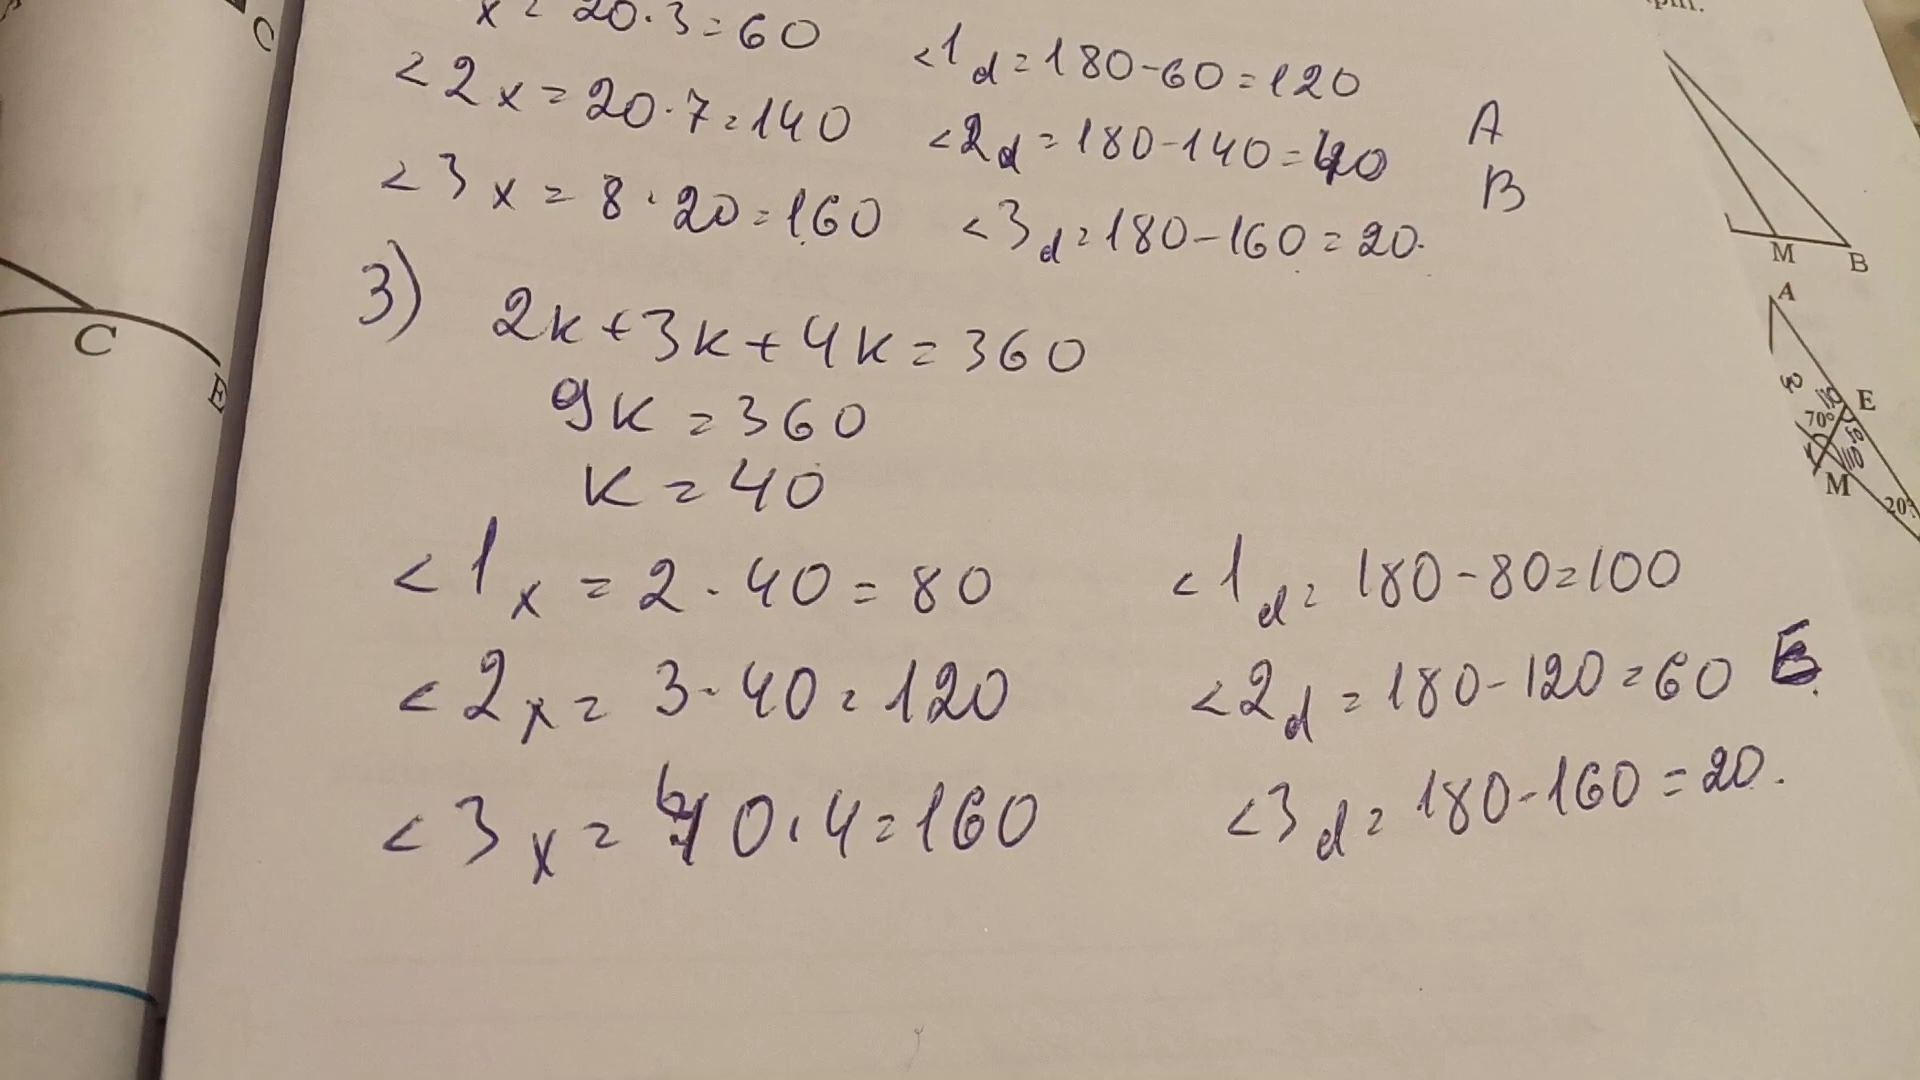 x = 20·3=60
<1d=180-60=120
<2x=20·7=140
<2d=180-140=40
A
<3x=8·20=160
<3d=180-160=20.
B
3)
2k+3k+4k=360
9k=360
k=40
<1x=2·40=80
<1d=180-80=100
<2x=3·40=120
<2d=180-120=60
<3x=40·4=160
<3d=180-160=20.
C
C
E
M
B
A
E
70°
M
20°